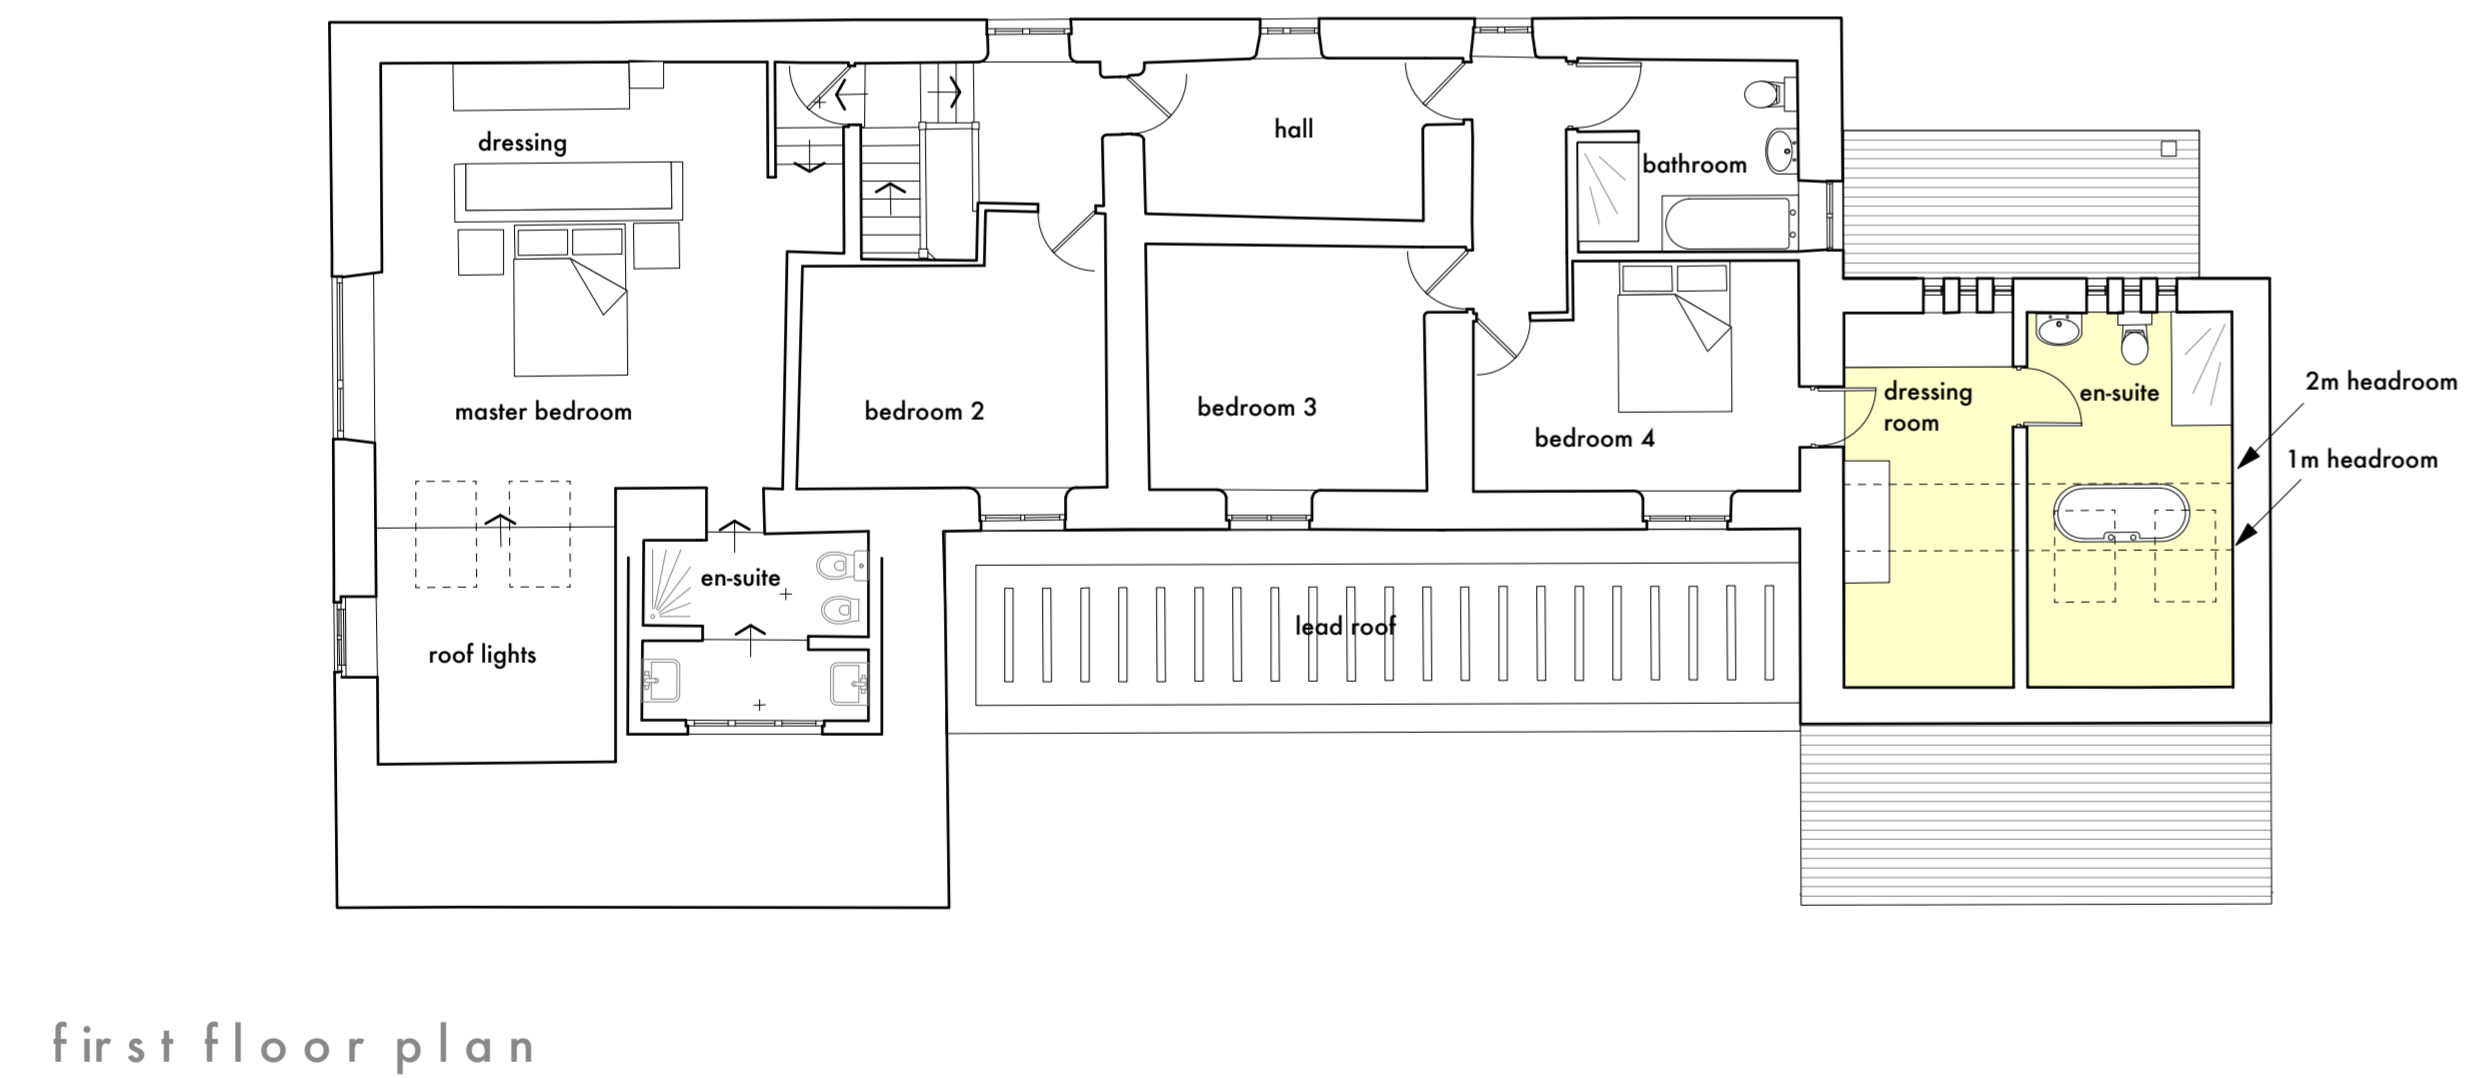 hall
dressing
bathroom
2m headroom
dressing
room
en-suite
master bedroom
bedroom 2
bedroom 3
bedroom 4
1m headroom
en-suite
lead roof
roof lights
first floor plan